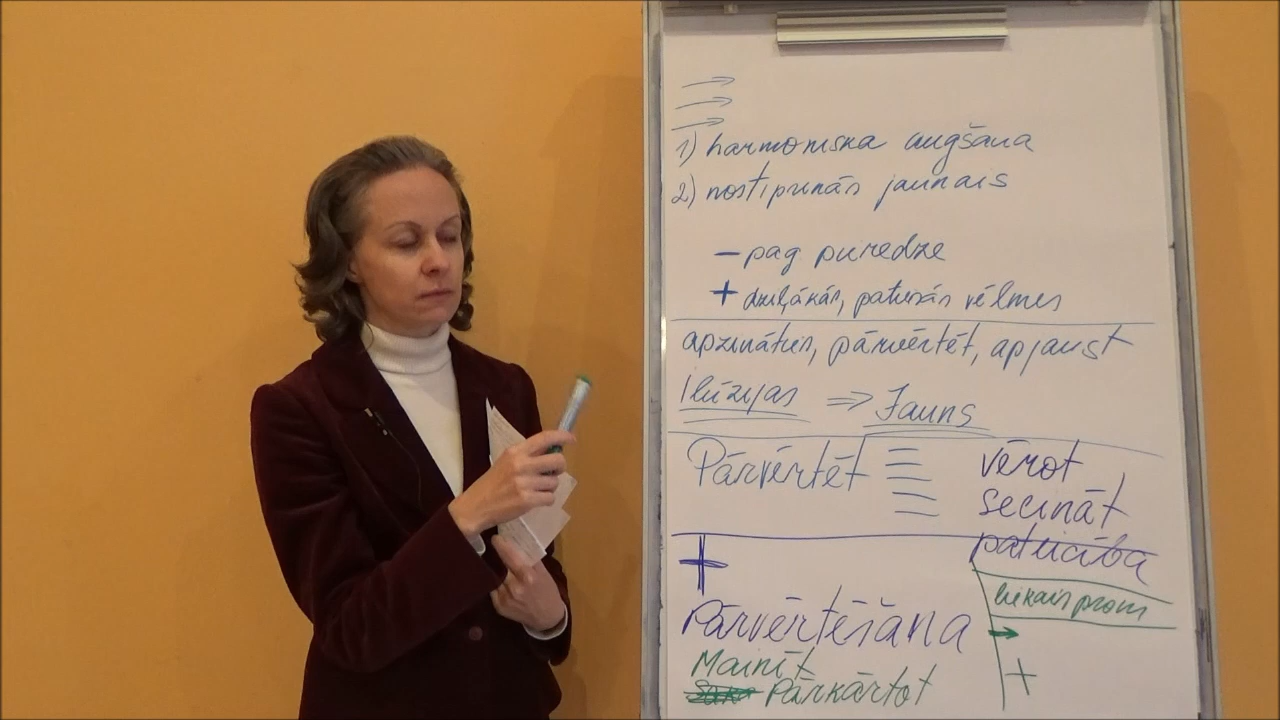 1) harmoniska augšana
2) nostiprinās jaunais
- pag pieredze
+ dziļākās, patiesās vēlmes
apzināties, pārvērtēt, apjaust
Ilūzijas ⇒ Jauns
Pārvērtēt
vērot
secināt
pateicība
+
Pārvērtēšana
liekais prom
→
+
Mainīt
Pārkārtot